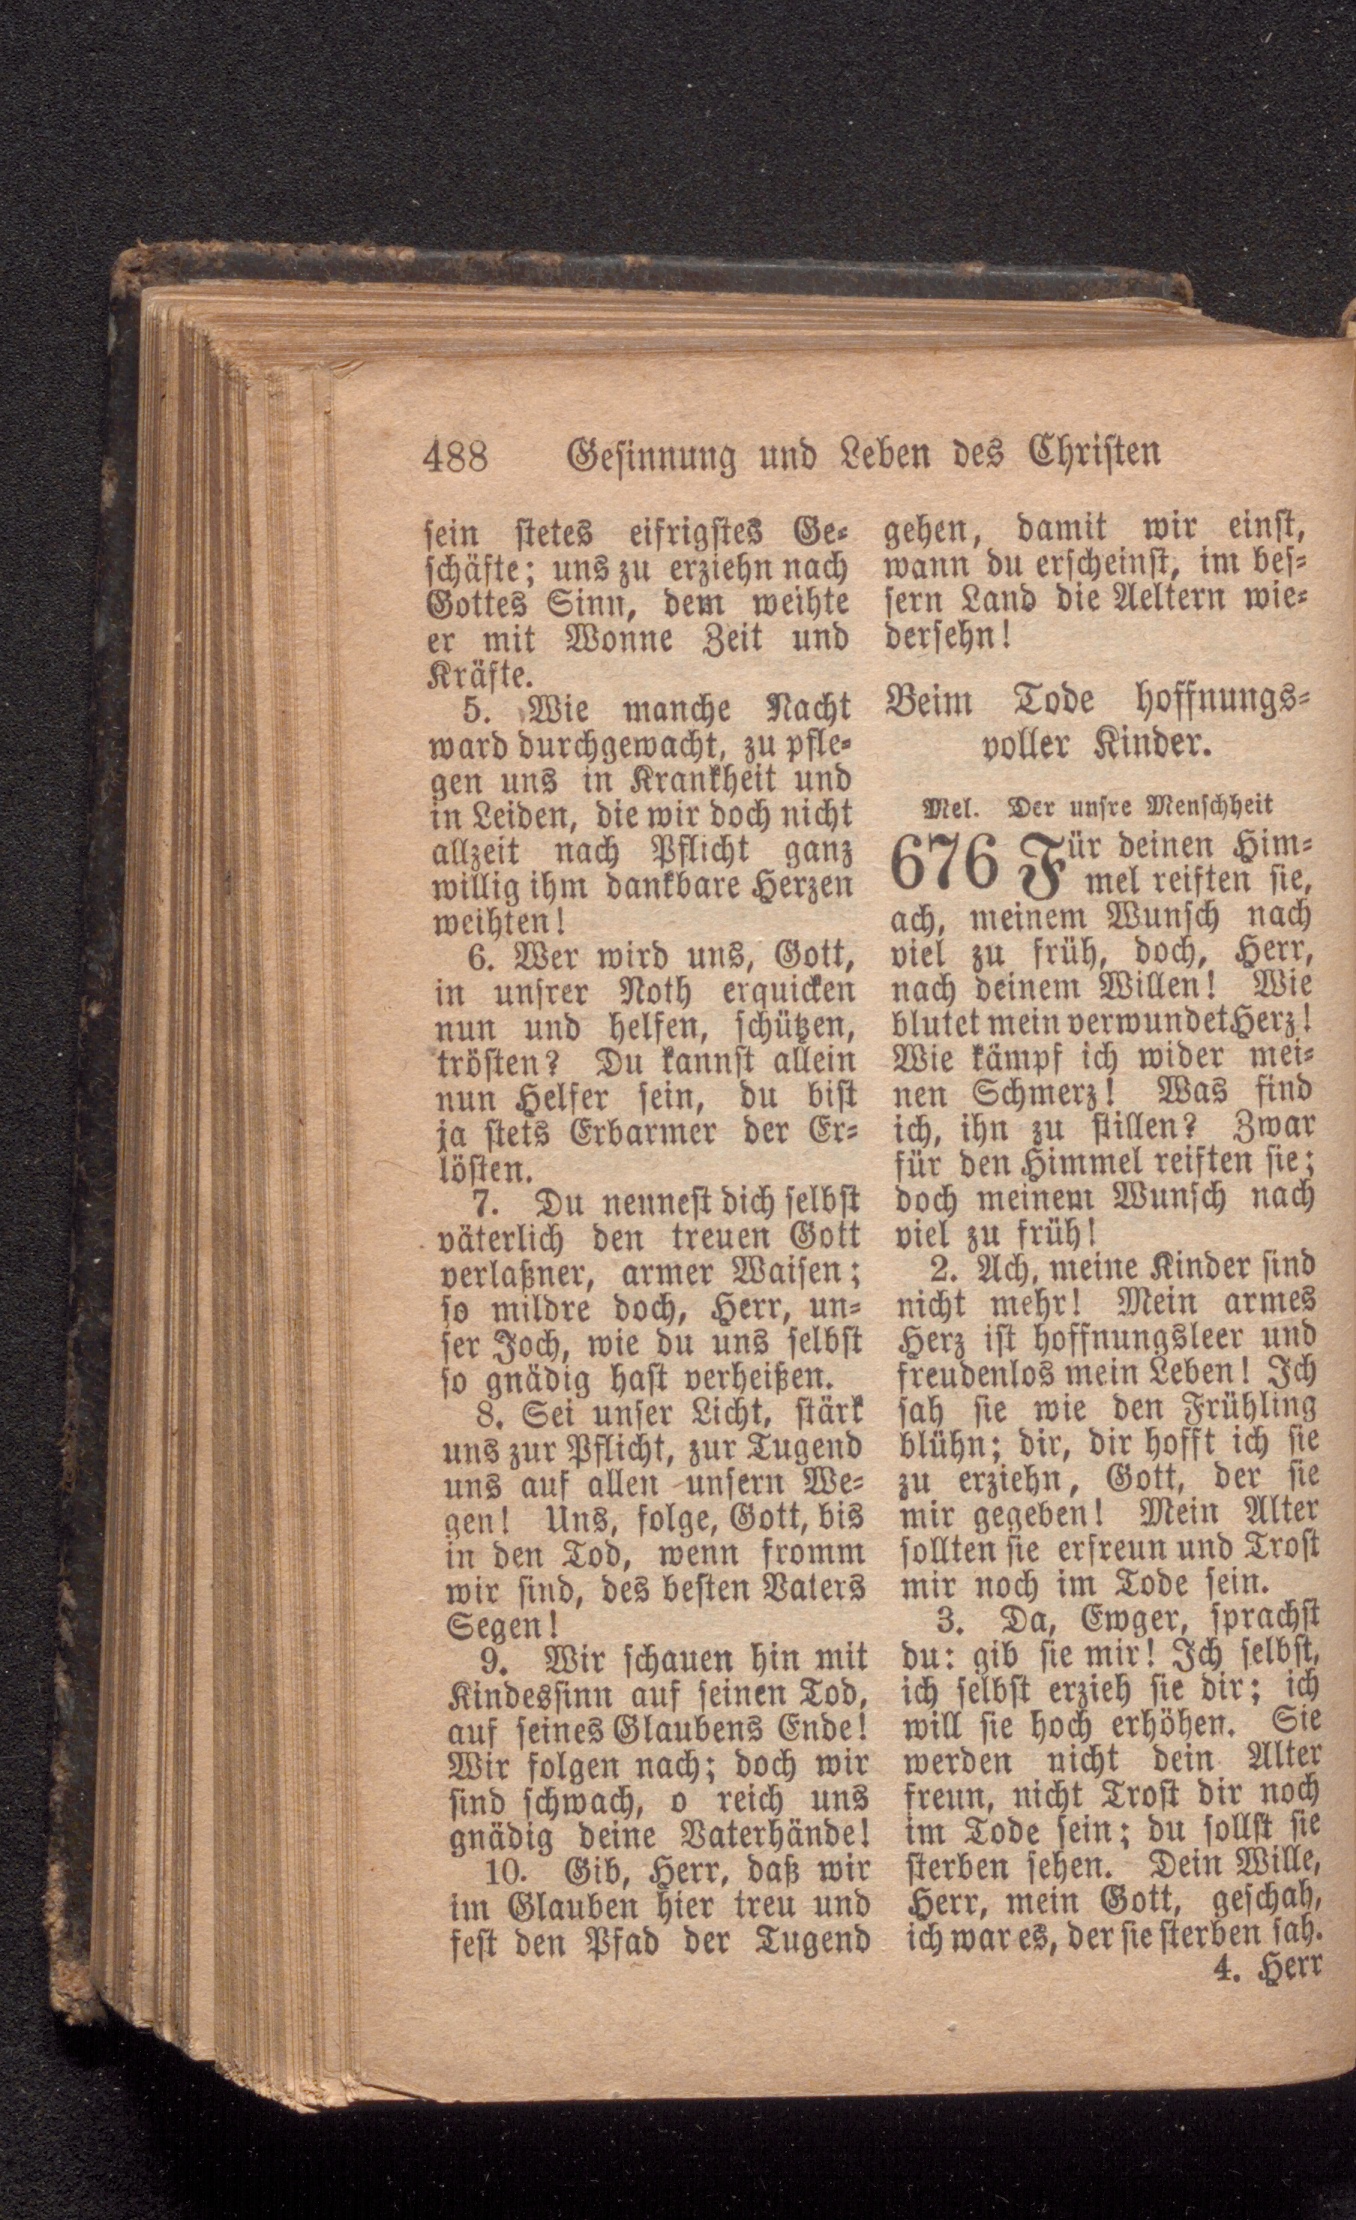 488 Gesinnung und Leben des Christen
sein stetes eifrigstes Ge-
schäfte; uns zu erziehn nach
Gottes Sinn, dem weihte
er mit Wonne Zeit und
Kräfte.
5. Wie manche Nacht
ward durchgewacht, zu pfle-
gen uns in Krankheit und
in Leiden, die wir doch nicht
allzeit nach Pflicht ganz
willig ihm dankbare Herzen
weihten!
6. Wer wird uns, Gott,
in unsrer Noth erquicken
nun und helfen, schützen,
trösten? Du kannst allein
nun Helfer sein, du bist
ja stets Erbarmer der Er-
lösten.
7. Du nennest dich selbst
väterlich den treuen Gott
verlaßner, armer Waisen;
so mildre doch, Herr, un-
ser Joch, wie du uns selbst
so gnädig hast verheißen.
8. Sei unser Licht, stärk
uns zur Pflicht, zur Tugend
uns auf allen unsern We-
gen! Uns, folge, Gott, bis
in den Tod, wenn fromm
wir sind, des besten Vaters
Segen!
9. Wir schauen hin mit
Kindessinn auf seinen Tod,
auf seines Glaubens Ende!
Wir folgen nach; doch wir
sind schwach, o reich uns
gnädig deine Vaterhände!
10. Gib, Herr, daß wir
im Glauben hier treu und
fest den Pfad der Tugend
gehen, damit wir einst,
wann du erscheinst, im bes-
sern Land die Aeltern wie-
dersehn!
Beim Tode hoffnungs-
voller Kinder.
Mel. Der unsre Menschheit
676 Für deinen Him-
mel reiften sie,
ach, meinem Wunsch nach
viel zu früh, doch, Herr,
nach deinem Willen! Wie
blutet mein verwundet Herz!
Wie kämpf ich wider mei-
nen Schmerz! Was find
ich, ihn zu stillen? Zwar
für den Himmel reiften sie;
doch meinem Wunsch nach
viel zu früh!
2. Ach, meine Kinder sind
nicht mehr! Mein armes
Herz ist hoffnungsleer und
freudenlos mein Leben! Ich
sah sie wie den Frühling
blühn; dir, dir hofft ich sie
zu erziehn, Gott, der sie
mir gegeben! Mein Alter
sollten sie erfreun und Trost
mir noch im Tode sein.
3. Da, Ewger, sprachst
du: gib sie mir! Ich selbst,
ich selbst erzieh sie dir; ich
will sie hoch erhöhen. Sie
werden nicht dein Alter
freun, nicht Trost dir noch
im Tode sein; du sollst sie
sterben sehen. Dein Wille,
Herr, mein Gott, geschah,
ich war es, der sie sterben sah.
4. Herr